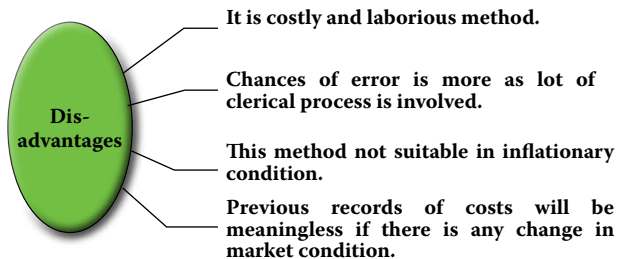 Dis-
advantages
It is costly and laborious method.
Chances of error is more as lot of
clerical process is involved.
This method not suitable in inflationary
condition.
Previous records of costs will be
meaningless if there is any change in
market condition.